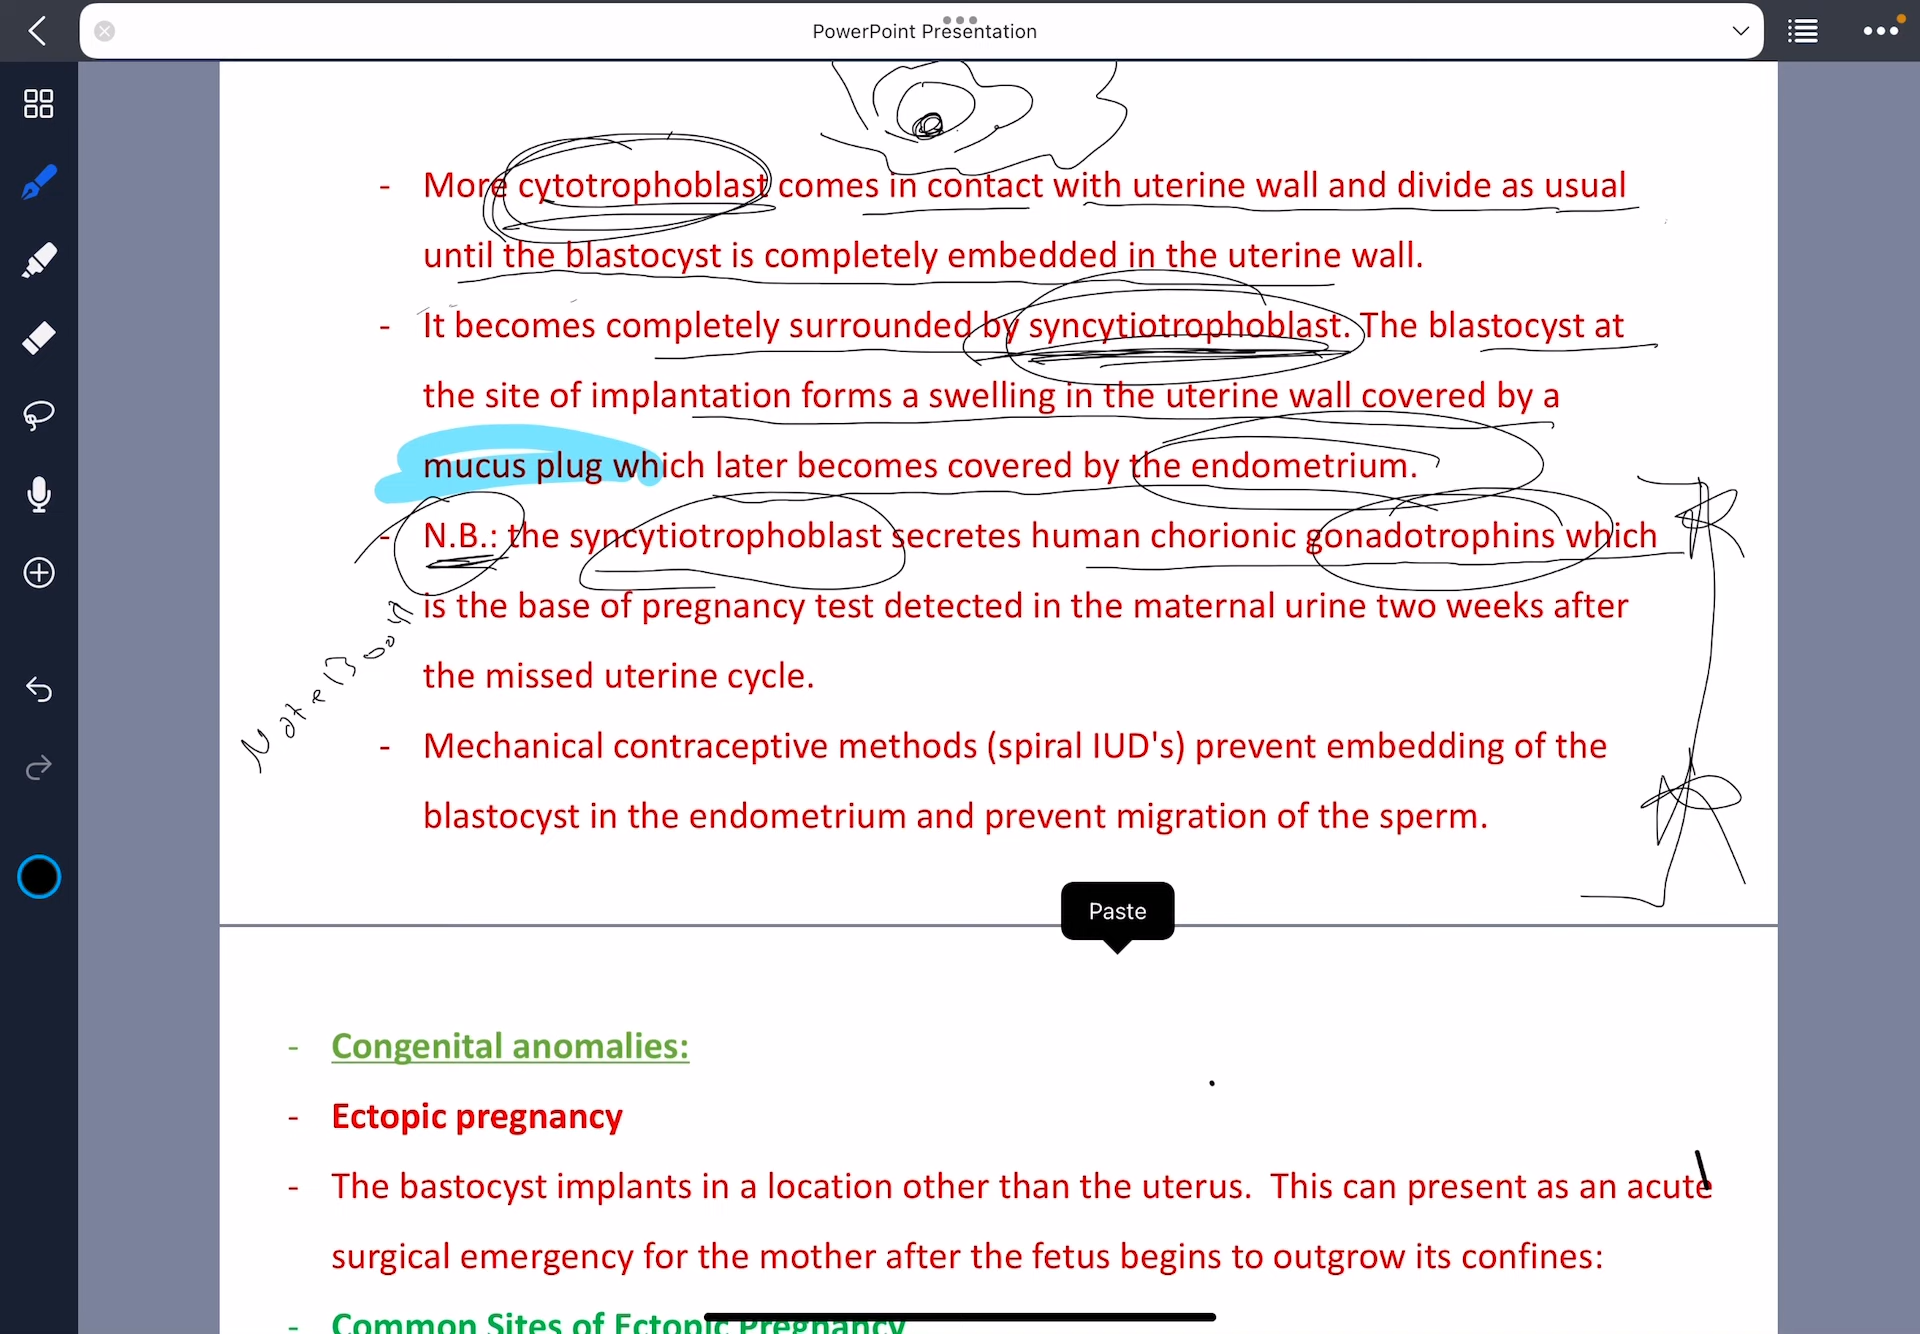 PowerPoint Presentation
- More cytotrophoblast comes in contact with uterine wall and divide as usual
until the blastocyst is completely embedded in the uterine wall.
- It becomes completely surrounded by syncytiotrophoblast. The blastocyst at
the site of implantation forms a swelling in the uterine wall covered by a
mucus plug which later becomes covered by the endometrium.
- N.B.: the syncytiotrophoblast secretes human chorionic gonadotrophins which
is the base of pregnancy test detected in the maternal urine two weeks after
the missed uterine cycle.
- Mechanical contraceptive methods (spiral IUD's) prevent embedding of the
blastocyst in the endometrium and prevent migration of the sperm.
Paste
- Congenital anomalies:
- Ectopic pregnancy
- The bastocyst implants in a location other than the uterus. This can present as an acute
surgical emergency for the mother after the fetus begins to outgrow its confines:
- Common Sites of Ectopic Pregnancy